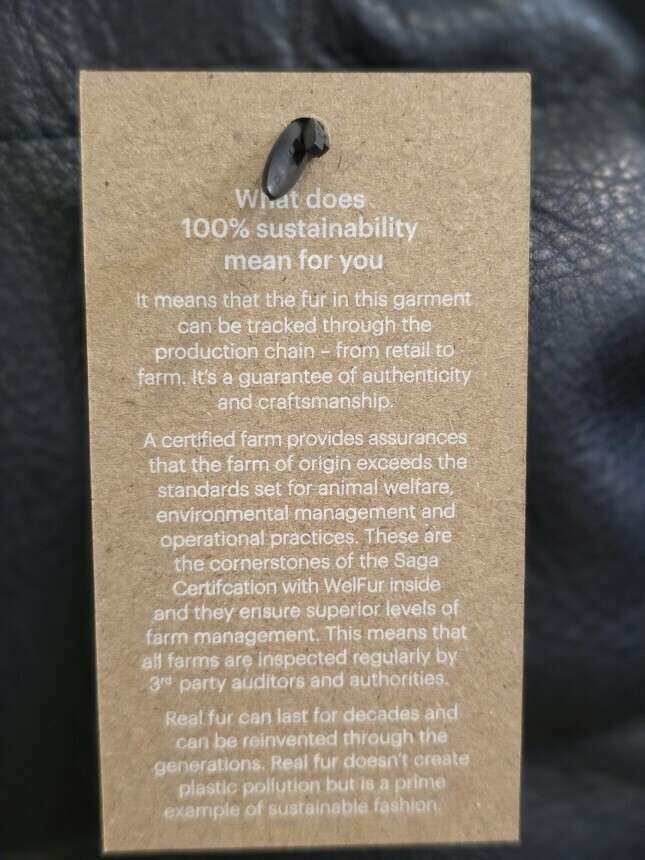 What does
100% sustainability
mean for you
It means that the fur in this garment
can be tracked through the
production chain – from retail to
farm. It's a guarantee of authenticity
and craftsmanship.
A certified farm provides assurances
that the farm of origin exceeds the
standards set for animal welfare,
environmental management and
operational practices. These are
the cornerstones of the Saga
Certifcation with WelFur inside
and they ensure superior levels of
farm management. This means that
all farms are inspected regularly by
3rd party auditors and authorities.
Real fur can last for decades and
can be reinvented through the
generations. Real fur doesn't create
plastic pollution but is a prime
example of sustainable fashion.